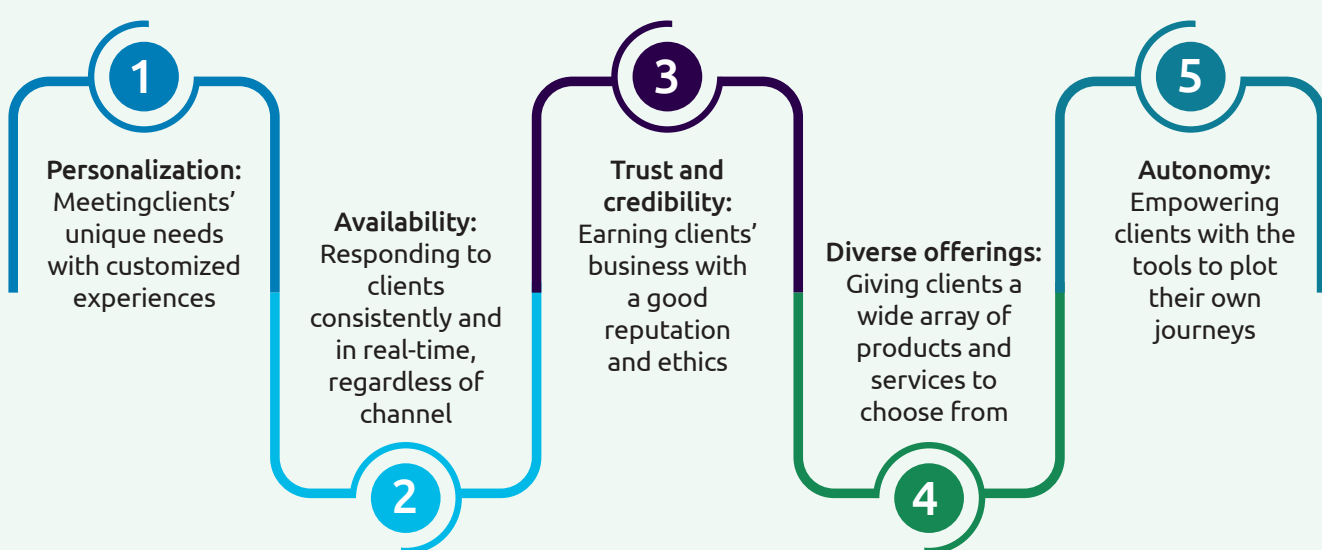 1
Personalization:
Meetingclients’
unique needs
with customized
experiences
2
Availability:
Responding to
clients
consistently and
in real-time,
regardless of
channel
3
Trust and
credibility:
Earning clients’
business with
a good
reputation
and ethics
4
Diverse offerings:
Giving clients a
wide array of
products and
services to
choose from
5
Autonomy:
Empowering
clients with the
tools to plot
their own
journeys